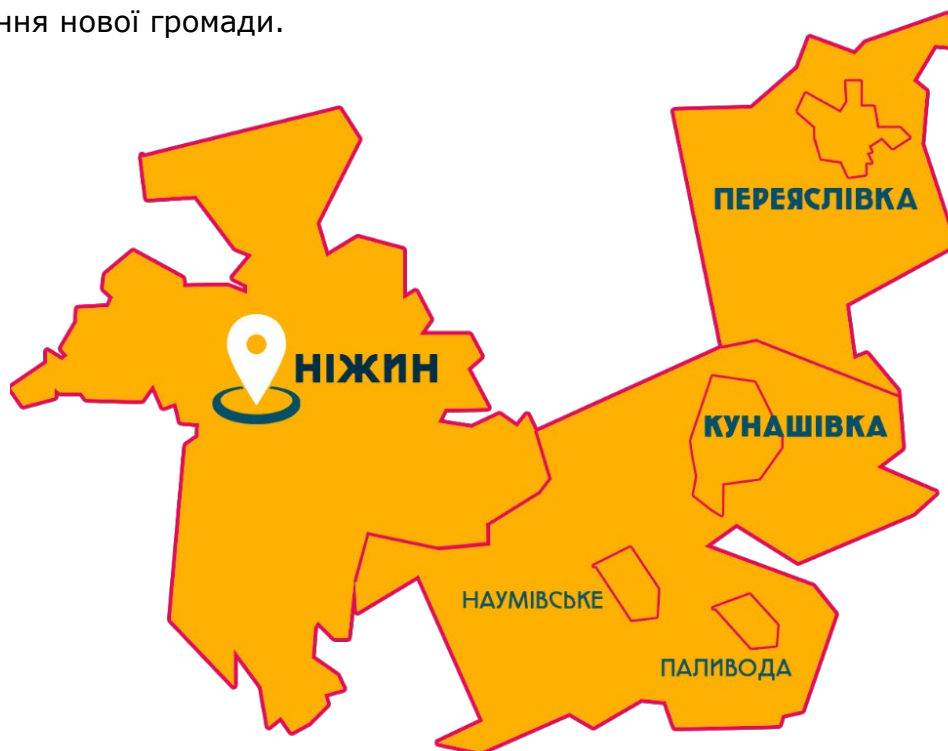 ння нової громади.
ПЕРЕЯСЛІВКА
НІЖИН
КУНАШІВКА
НАУМІВСЬКЕ
ПАЛИВОДА